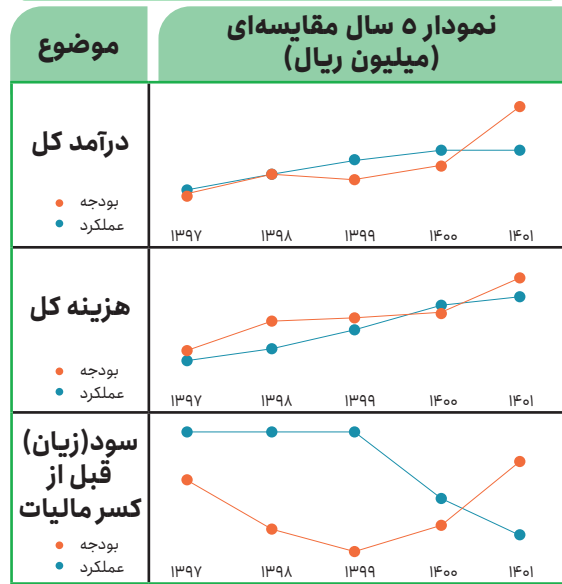 موضوع
نمودار ۵ سال مقایسه‌ای
(میلیون ریال)
درآمد کل
بودجه
عملکرد
۱۳۹۷ ۱۳۹۸ ۱۳۹۹ ۱۴۰۰ ۱۴۰۱
هزینه کل
بودجه
عملکرد
۱۳۹۷ ۱۳۹۸ ۱۳۹۹ ۱۴۰۰ ۱۴۰۱
سود(زیان)
قبل از
کسر مالیات
بودجه
عملکرد
۱۳۹۷ ۱۳۹۸ ۱۳۹۹ ۱۴۰۰ ۱۴۰۱